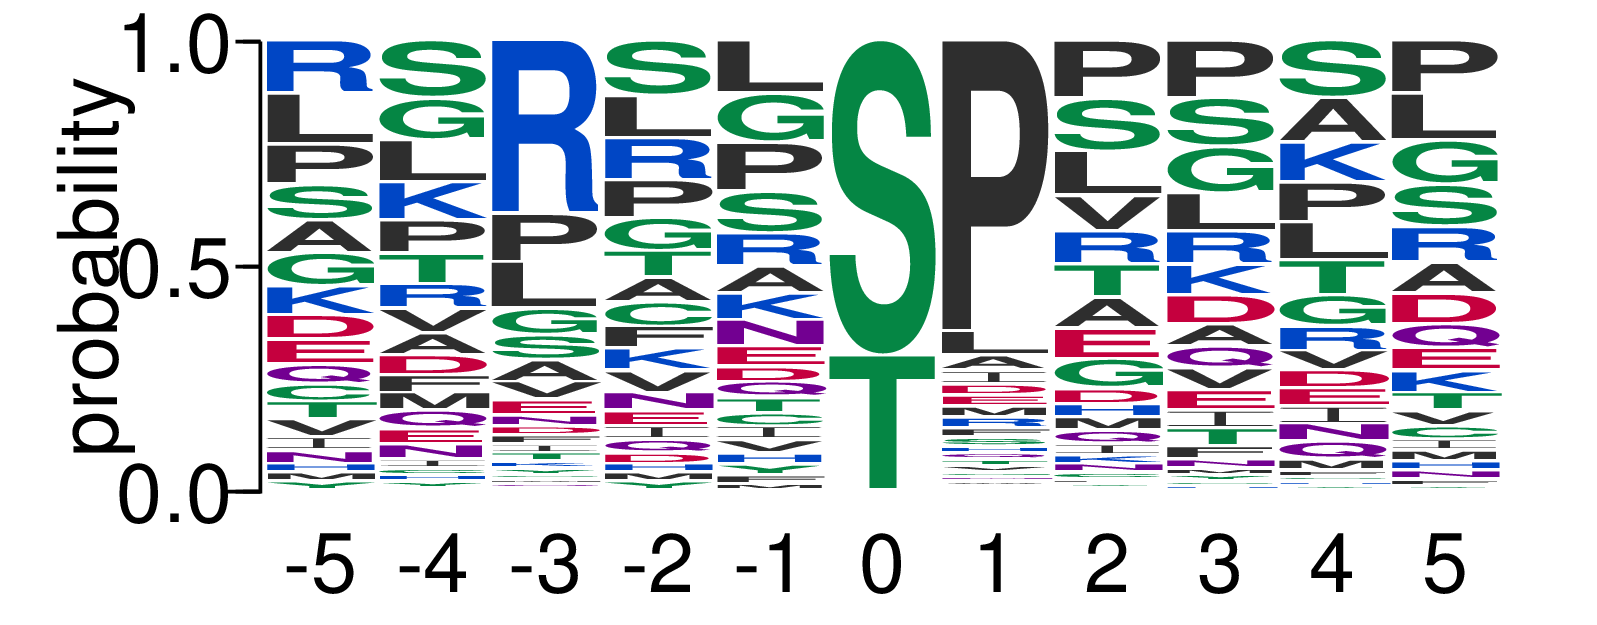 probability
1.0
0.5
0.0
R L P S A G K D E Q C T V I N H M Y
S G L K P T R V A D F M Q E N I
R P L G S A V E N D F I T K
S L R P G T A C F K V N E I Q D H M Y
L G P S R A K N E D Q T C I V H Y F M
S T
P L A I D E V M R
P S L V R T A E G D H M Q I K N
P S G L R K D A Q V E I T F N M H
S A K P L T G R V D E I N Q F M H
P L G S R A D Q E K T V C I M H N F
-5 -4 -3 -2 -1 0 1 2 3 4 5